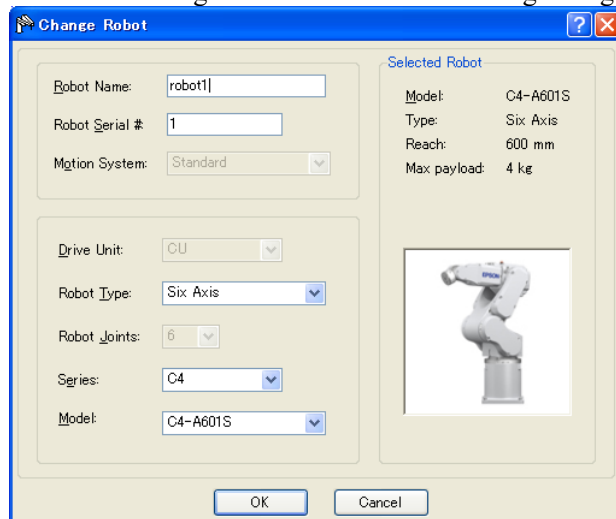 Change Robot
Robot Name: robot1
Robot Serial #: 1
Motion System: Standard
Drive Unit: CU
Robot Type: Six Axis
Robot Joints: 6
Series: C4
Model: C4-A601S
Selected Robot
Model: C4-A601S
Type: Six Axis
Reach: 600 mm
Max payload: 4 kg
EPSON
OK
Cancel